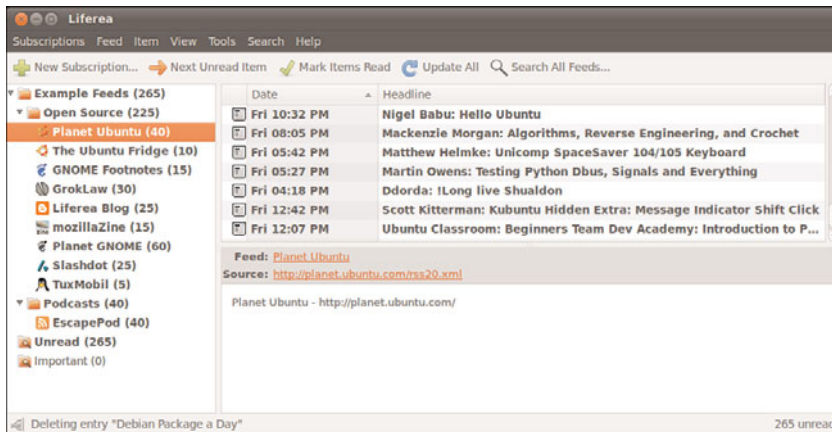 Liferea
Subscriptions Feed Item View Tools Search Help
New Subscription... Next Unread Item Mark Items Read Update All Search All Feeds...
Example Feeds (265)
Open Source (225)
Planet Ubuntu (40)
The Ubuntu Fridge (10)
GNOME Footnotes (15)
GrokLaw (30)
Liferea Blog (25)
mozillaZine (15)
Planet GNOME (60)
Slashdot (25)
TuxMobil (5)
Podcasts (40)
EscapePod (40)
Unread (265)
Important (0)
Date Headline
Fri 10:32 PM Nigel Babu: Hello Ubuntu
Fri 08:05 PM Mackenzie Morgan: Algorithms, Reverse Engineering, and Crochet
Fri 05:42 PM Matthew Helmke: Unicomp SpaceSaver 104/105 Keyboard
Fri 05:27 PM Martin Owens: Testing Python Dbus, Signals and Everything
Fri 04:18 PM Ddorda: !Long live Shualdon
Fri 12:42 PM Scott Kitterman: Kubuntu Hidden Extra: Message Indicator Shift Click
Fri 12:07 PM Ubuntu Classroom: Beginners Team Dev Academy: Introduction to P...
Feed: Planet Ubuntu
Source: http://planet.ubuntu.com/rss20.xml
Planet Ubuntu - http://planet.ubuntu.com/
Deleting entry "Debian Package a Day" 265 unread